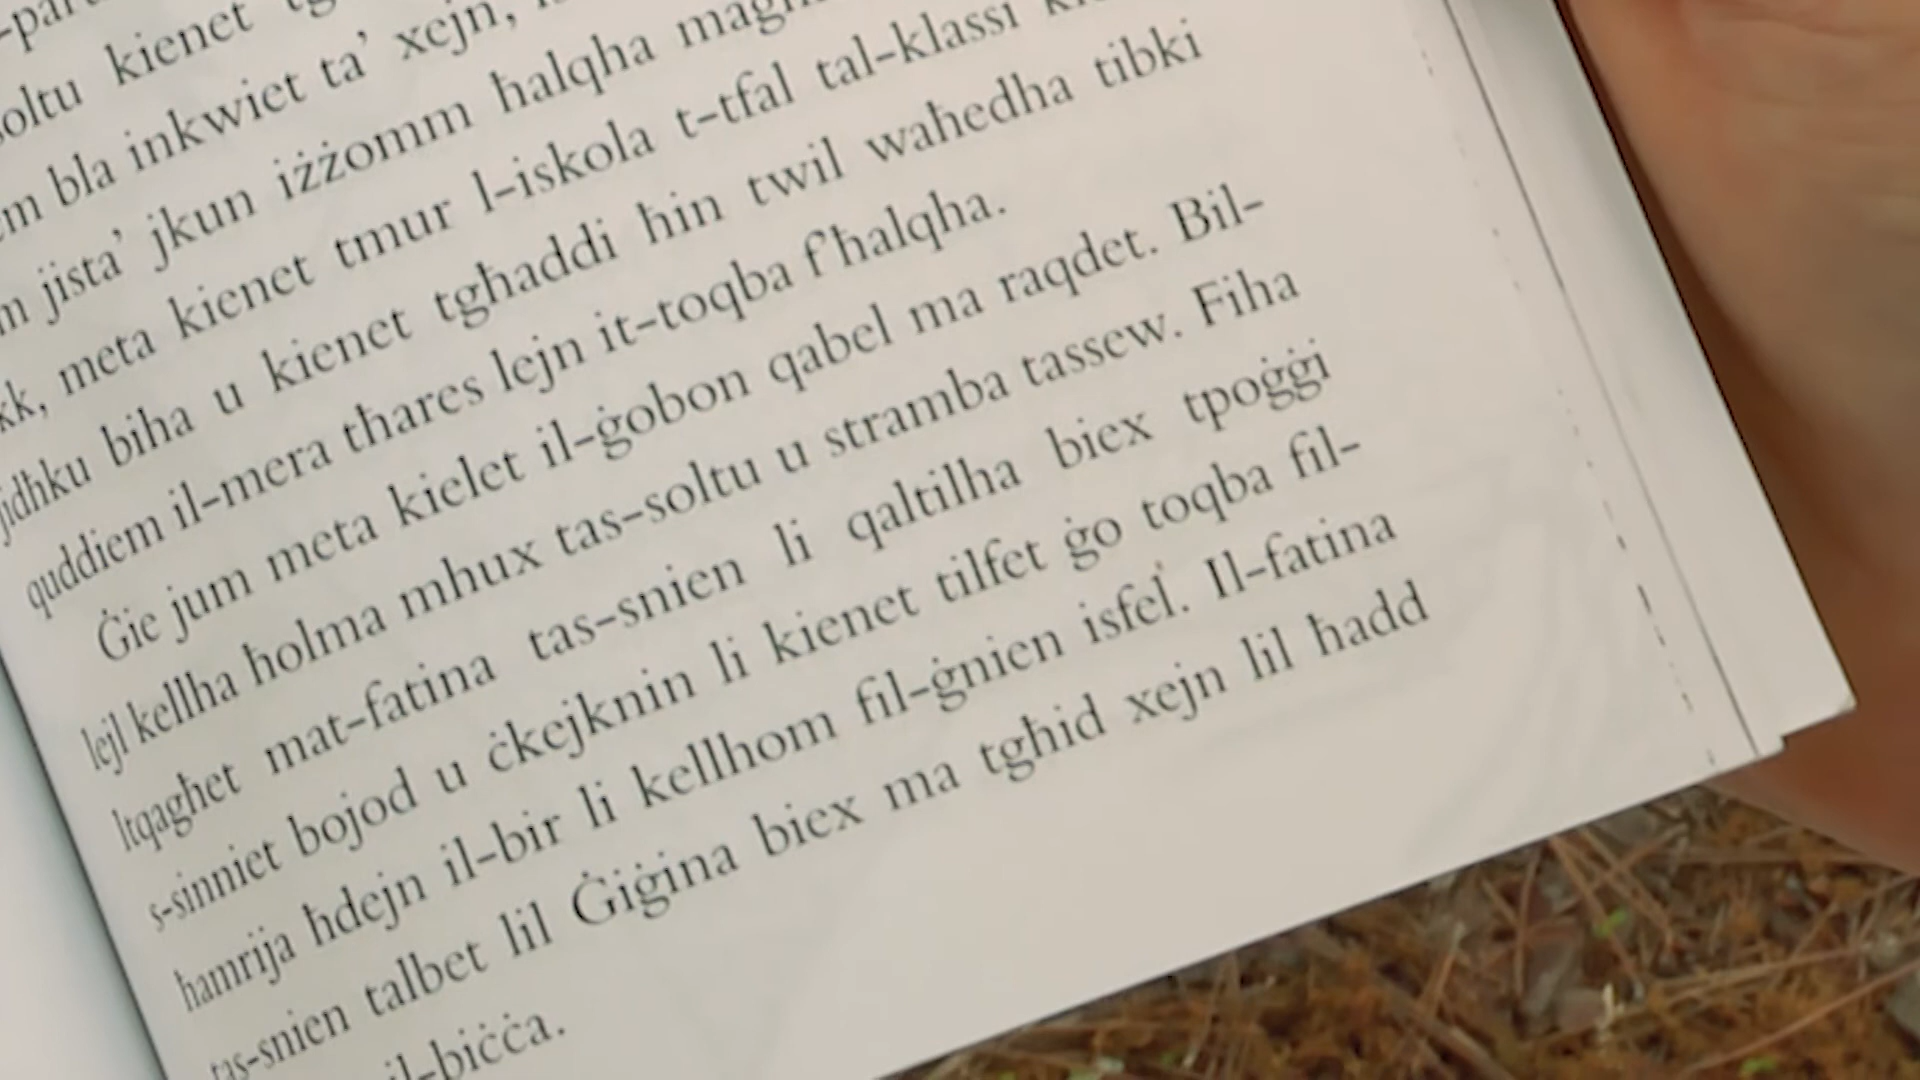 kienet
soltu kienet
bla inkwiet ta' xejn,
jista' jkun iżżomm ħalqha
meta kienet tmur l-iskola t-tfal tal-klassi
jidħku biha u kienet tgħaddi ħin twil waħedha tibki
quddiem il-mera tħares lejn it-toqba f'ħalqha.
Ġie jum meta kielet il-ġobon qabel ma raqdet. Bil-
lejl kellha ħolma mhux tas-soltu u stramba tassew. Fiha
ltqagħet mat-fatina tas-snien li qaltilha biex tpoġġi
s-sinniet bojod u ċkejknin li kienet tilfet ġo toqba fil-
ħamrija ħdejn il-bir li kellhom fil-ġnien isfel. Il-fatina
tas-snien talbet lil Ġiġina biex ma tgħid xejn lil ħadd
il-biċċa.